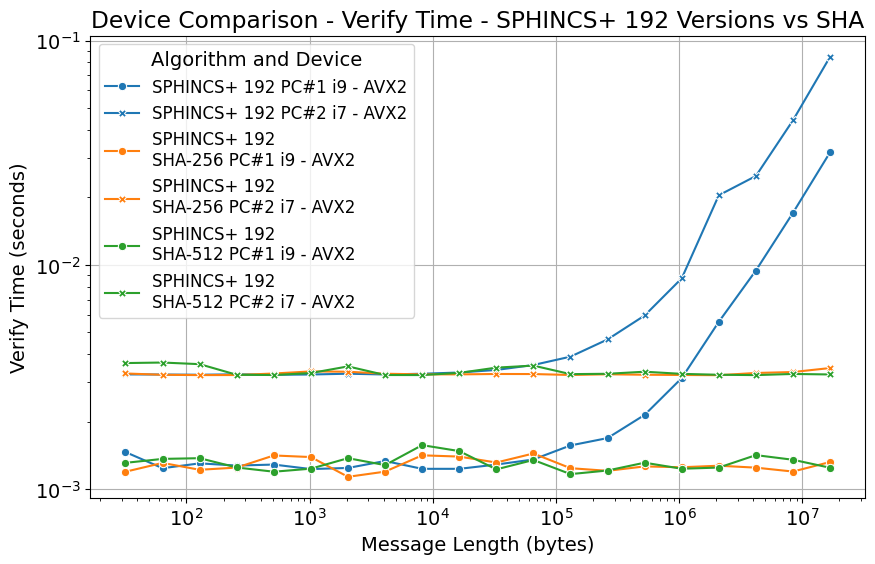 Device Comparison - Verify Time - SPHINCS+ 192 Versions vs SHA
Algorithm and Device
SPHINCS+ 192 PC#1 i9 - AVX2
SPHINCS+ 192 PC#2 i7 - AVX2
SPHINCS+ 192
SHA-256 PC#1 i9 - AVX2
SPHINCS+ 192
SHA-256 PC#2 i7 - AVX2
SPHINCS+ 192
SHA-512 PC#1 i9 - AVX2
SPHINCS+ 192
SHA-512 PC#2 i7 - AVX2
Verify Time (seconds)
10⁻¹
10⁻²
10⁻³
10² 10³ 10⁴ 10⁵ 10⁶ 10⁷
Message Length (bytes)